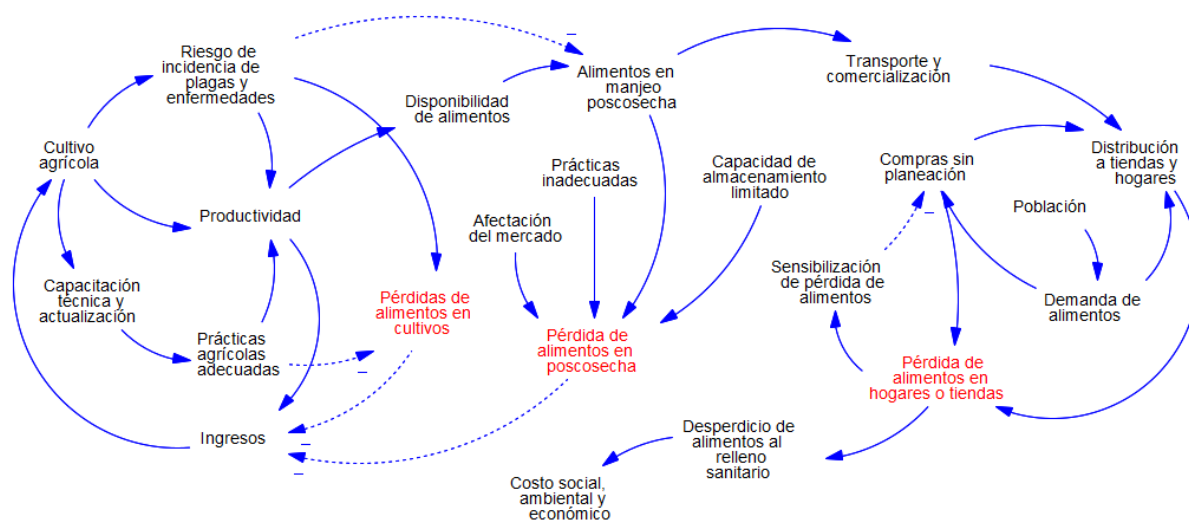 Riesgo de
incidencia de
plagas y
enfermedades
–
Alimentos en
manjeo
poscosecha
Transporte y
comercialización
Disponibilidad
de alimentos
Cultivo
agrícola
Prácticas
inadecuadas
Capacidad de
almacenamiento
limitado
Compras sin
planeación
Distribución
a tiendas y
hogares
Productividad
Afectación
del mercado
–
Población
Capacitación
técnica y
actualización
Pérdidas de
alimentos en
cultivos
Sensibilización
de pérdida de
alimentos
Demanda de
alimentos
Prácticas
agrícolas
adecuadas
–
Pérdida de
alimentos en
poscosecha
Pérdida de
alimentos en
hogares o tiendas
Ingresos
–
–
Desperdicio de
alimentos al
relleno
sanitario
Costo social,
ambiental y
económico